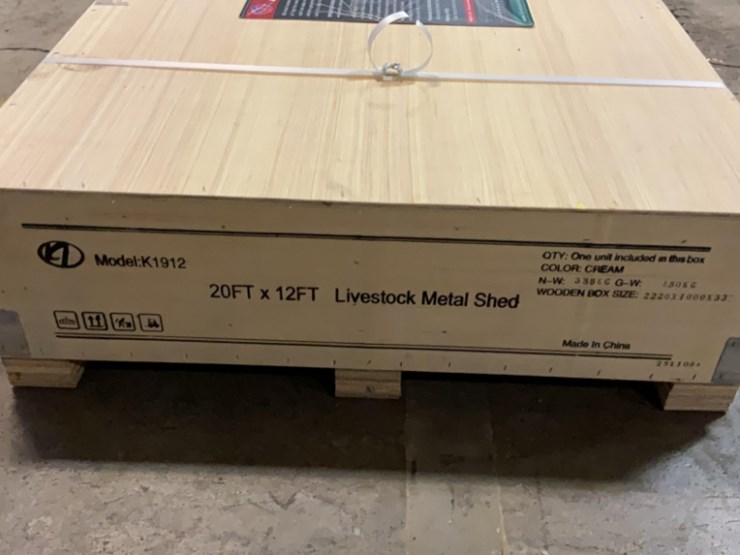 K1
Model:K1912
20FT x 12FT Livestock Metal Shed
QTY: One unit included in this box
COLOR: CREAM
N-W: G-W:
WOODEN BOX SIZE:
Made In China